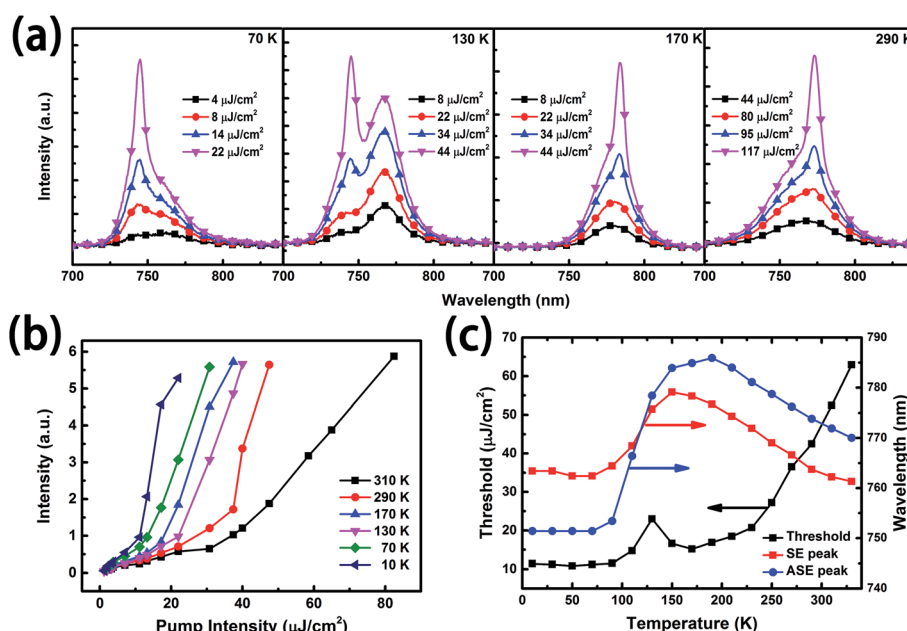 (a)
70 K
130 K
170 K
290 K
4 μJ/cm²
8 μJ/cm²
14 μJ/cm²
22 μJ/cm²
8 μJ/cm²
22 μJ/cm²
34 μJ/cm²
44 μJ/cm²
8 μJ/cm²
22 μJ/cm²
34 μJ/cm²
44 μJ/cm²
44 μJ/cm²
80 μJ/cm²
95 μJ/cm²
117 μJ/cm²
Intensity (a.u.)
700 750 800 700 750 800 700 750 800 700 750 800
Wavelength (nm)
(b)
Intensity (a.u.)
6
5
4
3
2
1
0
310 K
290 K
170 K
130 K
70 K
10 K
0 20 40 60 80
Pump Intensity (μJ/cm²)
(c)
Threshold (μJ/cm²)
70
60
50
40
30
20
10
790
780
770
760
750
740
Wavelength (nm)
Threshold
SE peak
ASE peak
0 50 100 150 200 250 300
Temperature (K)